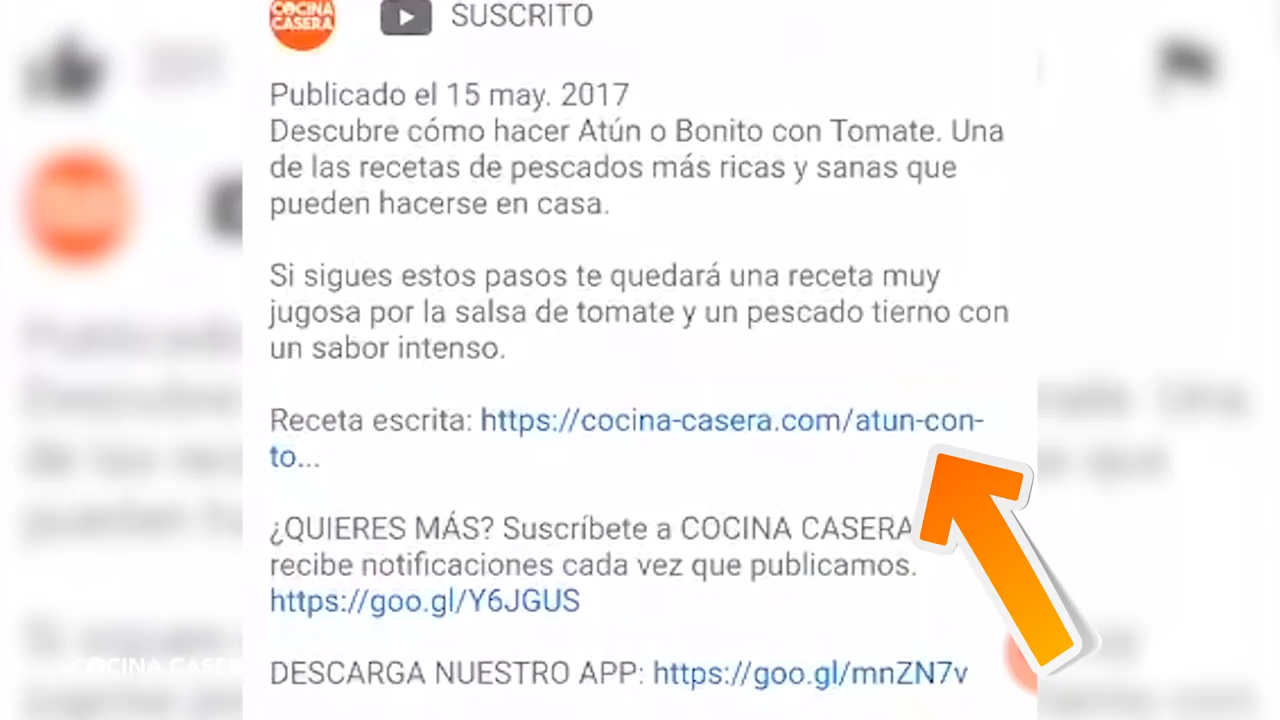 COCINA
CASERA
SUSCRITO
Publicado el 15 may. 2017
Descubre cómo hacer Atún o Bonito con Tomate. Una
de las recetas de pescados más ricas y sanas que
pueden hacerse en casa.
Si sigues estos pasos te quedará una receta muy
jugosa por la salsa de tomate y un pescado tierno con
un sabor intenso.
Receta escrita: https://cocina-casera.com/atun-con-
to...
¿QUIERES MÁS? Suscríbete a COCINA CASERA
recibe notificaciones cada vez que publicamos.
https://goo.gl/Y6JGUS
COCINA CASER
DESCARGA NUESTRO APP: https://goo.gl/mnZN7v